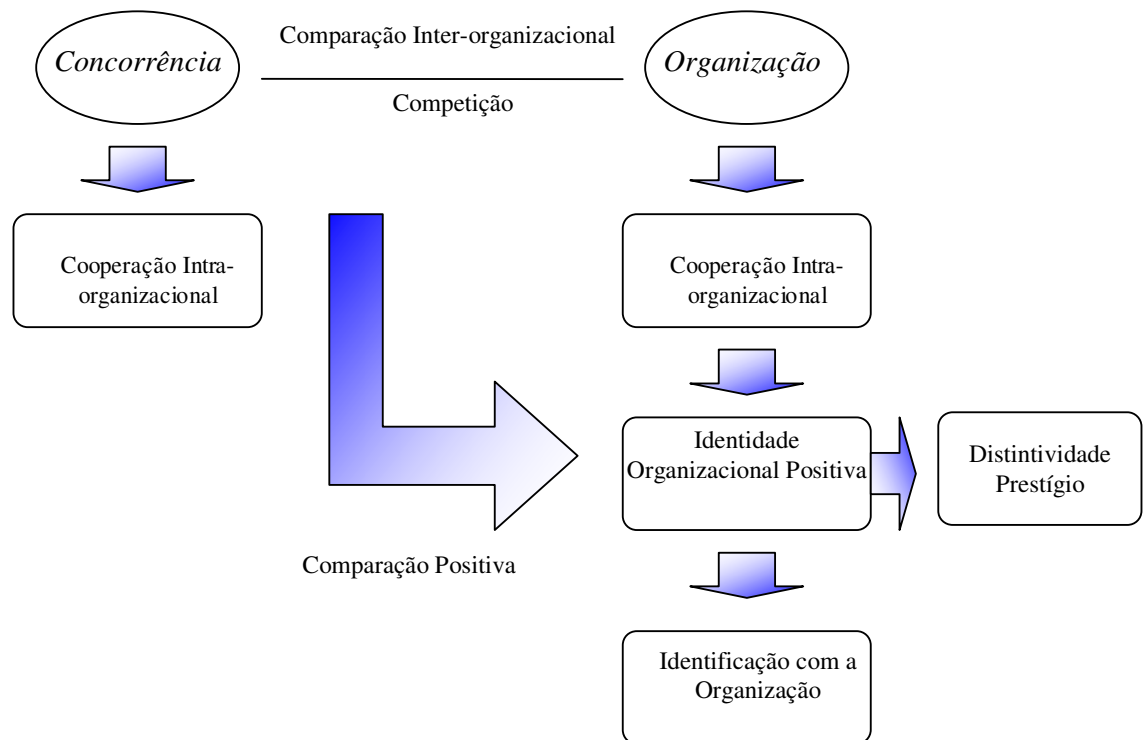 Comparação Inter-organizacional
Concorrência
Organização
Competição
Cooperação Intra-
organizacional
Cooperação Intra-
organizacional
Identidade
Organizacional Positiva
Distintividade
Prestígio
Comparação Positiva
Identificação com a
Organização